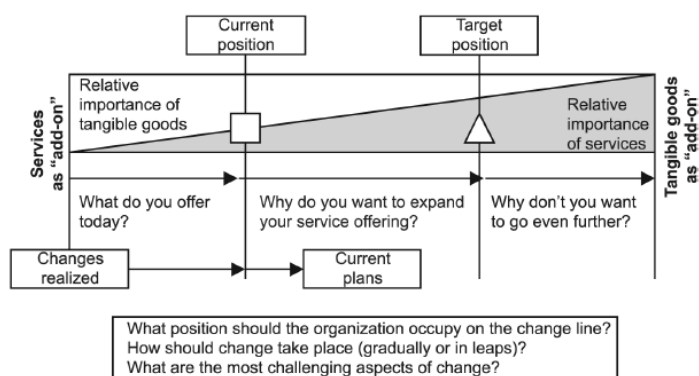 Current
position
Target
position
Services
as "add-on"
Relative
importance of
tangible goods
Relative
importance
of services
Tangible goods
as "add-on"
What do you offer
today?
Why do you want to expand
your service offering?
Why don't you want
to go even further?
Changes
realized
Current
plans
What position should the organization occupy on the change line?
How should change take place (gradually or in leaps)?
What are the most challenging aspects of change?